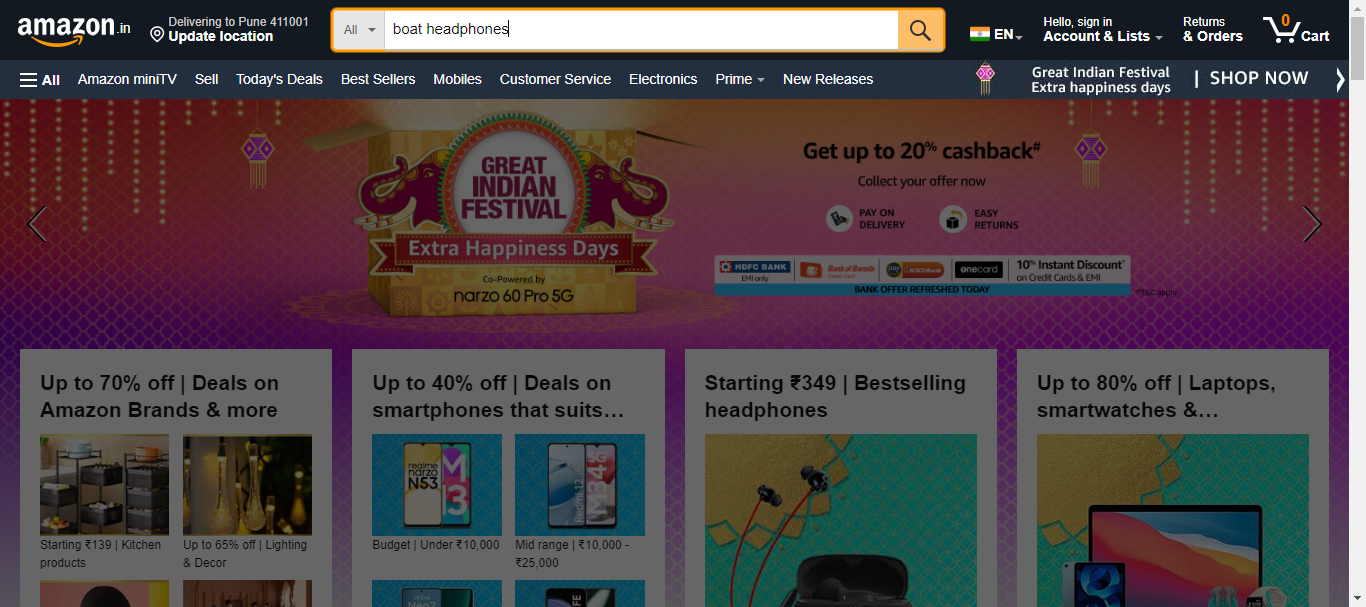 amazon.in
Delivering to Pune 411001
Update location
All
boat headphones
EN
Hello, sign in
Account & Lists
Returns
& Orders
0
Cart
All
Amazon miniTV
Sell
Today's Deals
Best Sellers
Mobiles
Customer Service
Electronics
Prime
New Releases
Great Indian Festival
Extra happiness days
| SHOP NOW
GREAT
INDIAN
FESTIVAL
Extra Happiness Days
Co-Powered by
narzo 60 Pro 5G
Get up to 20% cashback#
Collect your offer now
PAY ON
DELIVERY
EASY
RETURNS
HDFC BANK
EMI only
Bank of Baroda
Credit Card
pay
ICICI Bank
onecard
10% Instant Discount*
on Credit Cards & EMI
BANK OFFER REFRESHED TODAY
T&C apply
Up to 70% off | Deals on
Amazon Brands & more
Starting ₹139 | Kitchen
products
Up to 65% off | Lighting
& Decor
Up to 40% off | Deals on
smartphones that suits…
realme
narzo
N53
M
13
Budget | Under ₹10,000
Redmi 12
M34 5G
Mid range | ₹10,000 -
₹25,000
Starting ₹349 | Bestselling
headphones
Up to 80% off | Laptops,
smartwatches &…